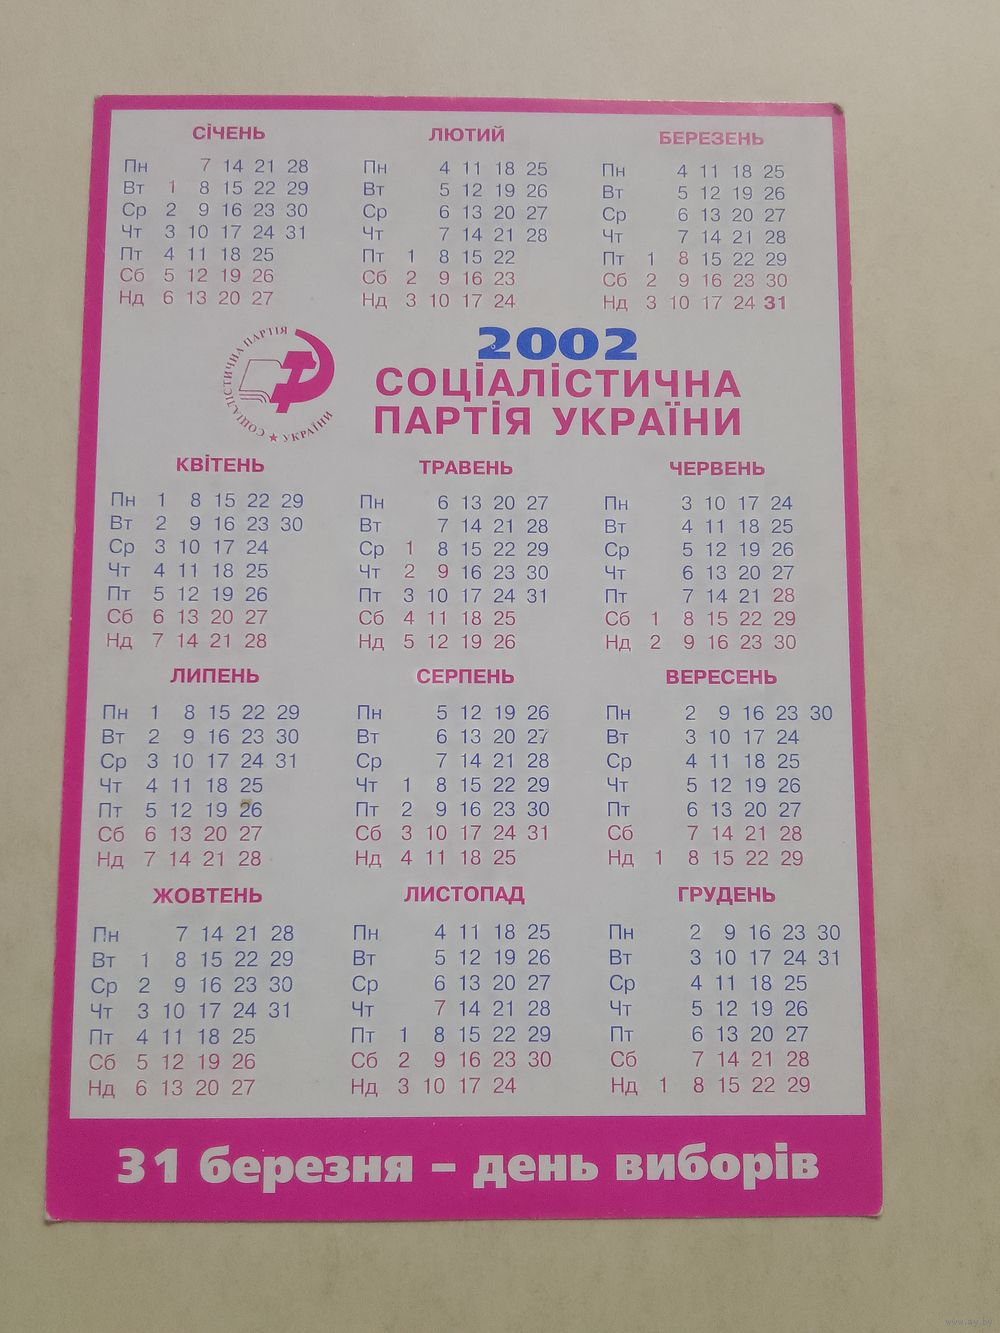 СІЧЕНЬ ЛЮТИЙ БЕРЕЗЕНЬ
Пн 7 14 21 28 Пн 4 11 18 25 Пн 4 11 18 25
Вт 1 8 15 22 29 Вт 5 12 19 26 Вт 5 12 19 26
Ср 2 9 16 23 30 Ср 6 13 20 27 Ср 6 13 20 27
Чт 3 10 17 24 31 Чт 7 14 21 28 Чт 7 14 21 28
Пт 4 11 18 25 Пт 1 8 15 22 Пт 1 8 15 22 29
Сб 5 12 19 26 Сб 2 9 16 23 Сб 2 9 16 23 30
Нд 6 13 20 27 Нд 3 10 17 24 Нд 3 10 17 24 31
СОЦІАЛІСТИЧНА ПАРТІЯ УКРАЇНИ
2002
СОЦІАЛІСТИЧНА
ПАРТІЯ УКРАЇНИ
КВІТЕНЬ ТРАВЕНЬ ЧЕРВЕНЬ
Пн 1 8 15 22 29 Пн 6 13 20 27 Пн 3 10 17 24
Вт 2 9 16 23 30 Вт 7 14 21 28 Вт 4 11 18 25
Ср 3 10 17 24 Ср 1 8 15 22 29 Ср 5 12 19 26
Чт 4 11 18 25 Чт 2 9 16 23 30 Чт 6 13 20 27
Пт 5 12 19 26 Пт 3 10 17 24 31 Пт 7 14 21 28
Сб 6 13 20 27 Сб 4 11 18 25 Сб 1 8 15 22 29
Нд 7 14 21 28 Нд 5 12 19 26 Нд 2 9 16 23 30
ЛИПЕНЬ СЕРПЕНЬ ВЕРЕСЕНЬ
Пн 1 8 15 22 29 Пн 5 12 19 26 Пн 2 9 16 23 30
Вт 2 9 16 23 30 Вт 6 13 20 27 Вт 3 10 17 24
Ср 3 10 17 24 31 Ср 7 14 21 28 Ср 4 11 18 25
Чт 4 11 18 25 Чт 1 8 15 22 29 Чт 5 12 19 26
Пт 5 12 19 26 Пт 2 9 16 23 30 Пт 6 13 20 27
Сб 6 13 20 27 Сб 3 10 17 24 31 Сб 7 14 21 28
Нд 7 14 21 28 Нд 4 11 18 25 Нд 1 8 15 22 29
ЖОВТЕНЬ ЛИСТОПАД ГРУДЕНЬ
Пн 7 14 21 28 Пн 4 11 18 25 Пн 2 9 16 23 30
Вт 1 8 15 22 29 Вт 5 12 19 26 Вт 3 10 17 24 31
Ср 2 9 16 23 30 Ср 6 13 20 27 Ср 4 11 18 25
Чт 3 10 17 24 31 Чт 7 14 21 28 Чт 5 12 19 26
Пт 4 11 18 25 Пт 1 8 15 22 29 Пт 6 13 20 27
Сб 5 12 19 26 Сб 2 9 16 23 30 Сб 7 14 21 28
Нд 6 13 20 27 Нд 3 10 17 24 Нд 1 8 15 22 29
31 березня – день виборів
www.ay.by